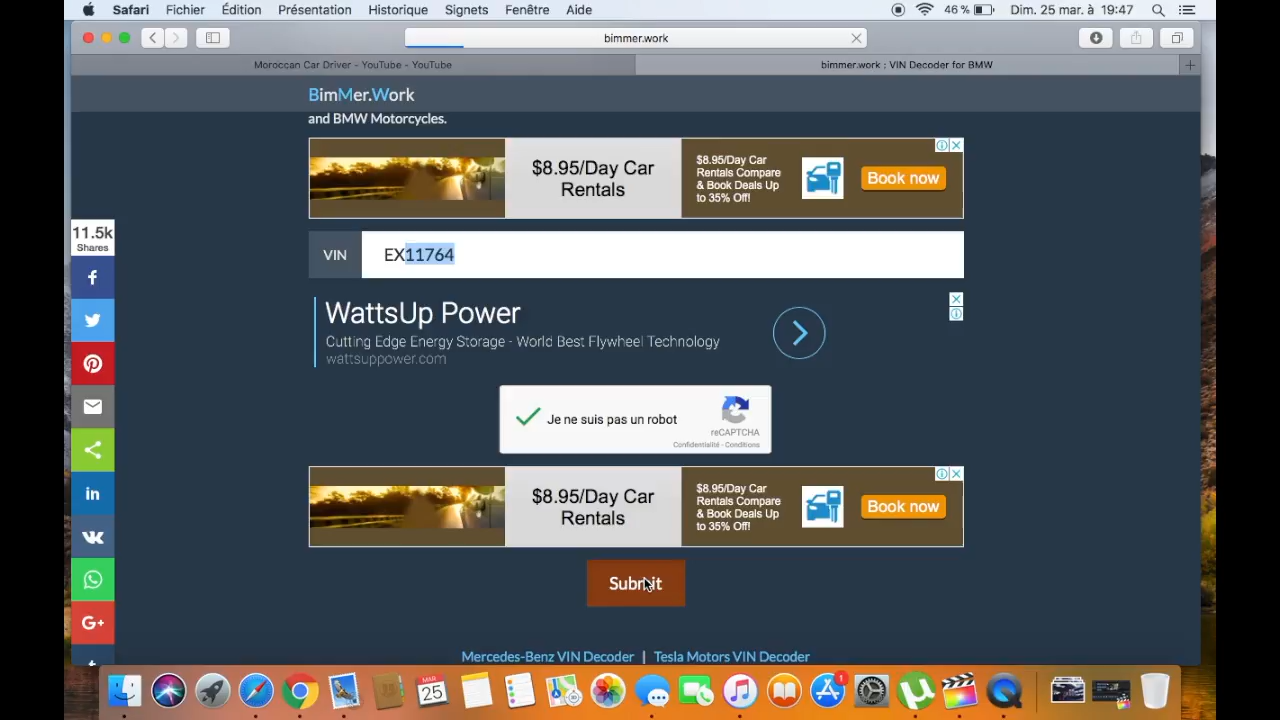 Safari Fichier Édition Présentation Historique Signets Fenêtre Aide 46 % Dim. 25 mar. à 19:47
bimmer.work
Moroccan Car Driver - YouTube - YouTube bimmer.work : VIN Decoder for BMW
BimMer.Work
and BMW Motorcycles.
$8.95/Day Car
Rentals
$8.95/Day Car
Rentals Compare
& Book Deals Up
to 35% Off!
Book now
11.5k
Shares
VIN EX11764
WattsUp Power
Cutting Edge Energy Storage - World Best Flywheel Technology
wattsuppower.com
Je ne suis pas un robot
reCAPTCHA
Confidentialité - Conditions
$8.95/Day Car
Rentals
$8.95/Day Car
Rentals Compare
& Book Deals Up
to 35% Off!
Book now
Submit
Mercedes-Benz VIN Decoder | Tesla Motors VIN Decoder
MAR
25
1